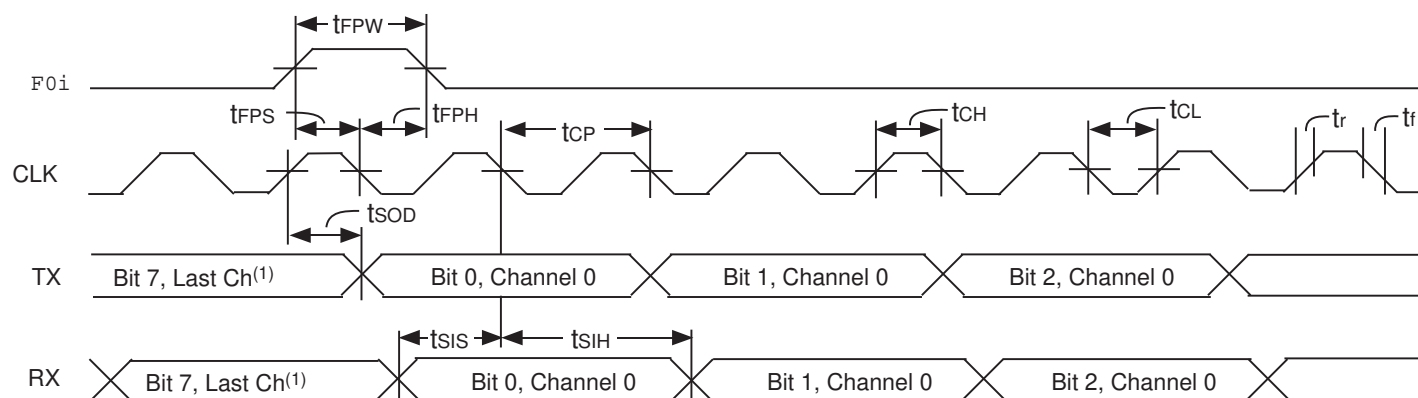 tFPW
F0i
tFPS tFPH tCP tCH tCL tr tf
CLK
tSOD
TX Bit 7, Last Ch(1) Bit 0, Channel 0 Bit 1, Channel 0 Bit 2, Channel 0
tSIS tSIH
RX Bit 7, Last Ch(1) Bit 0, Channel 0 Bit 1, Channel 0 Bit 2, Channel 0